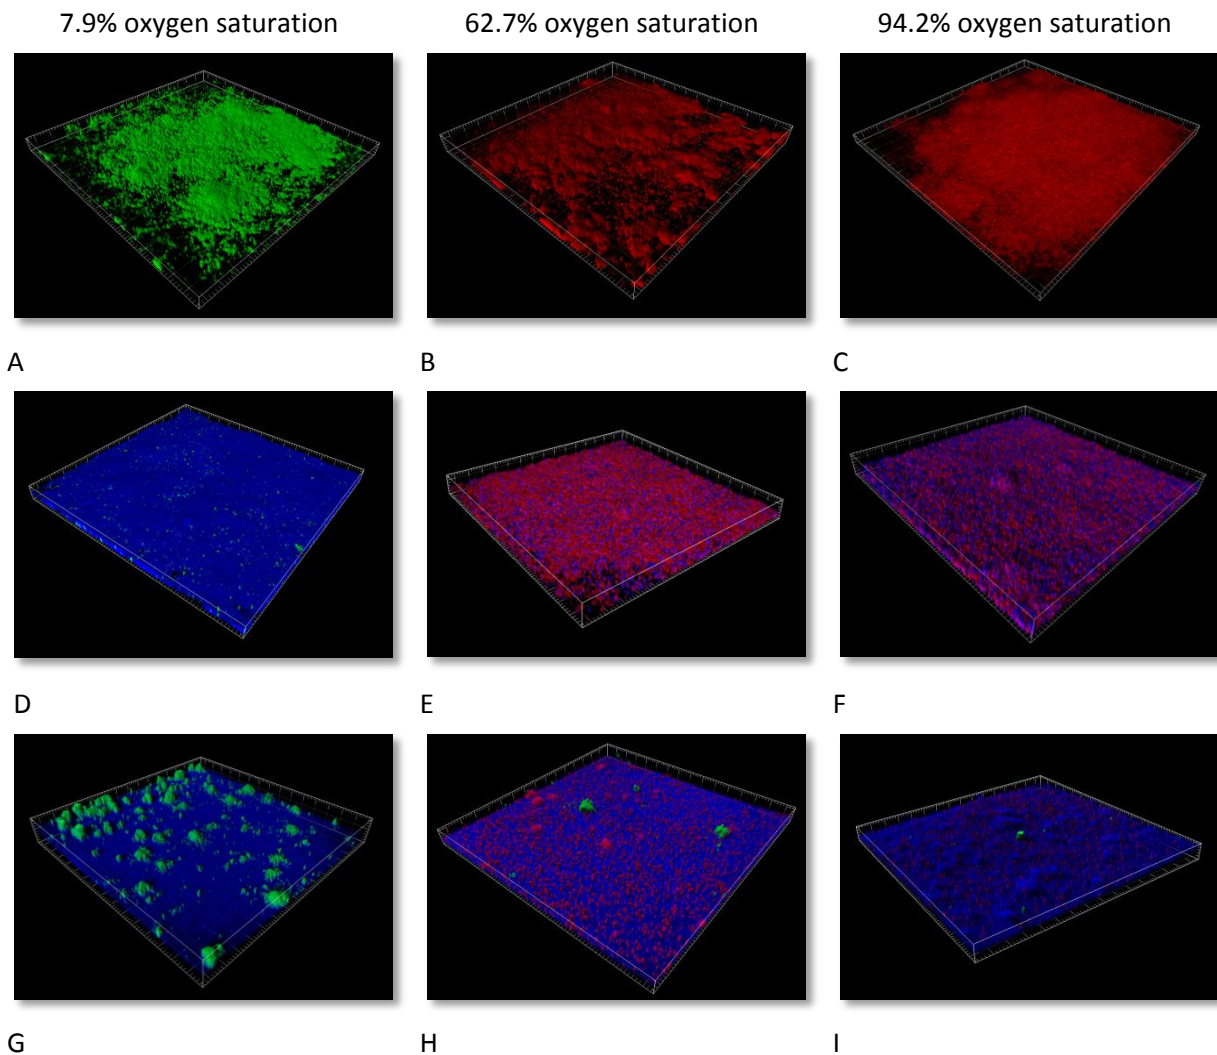 7.9% oxygen saturation 62.7% oxygen saturation 94.2% oxygen saturation
A B C
D E F
G H I